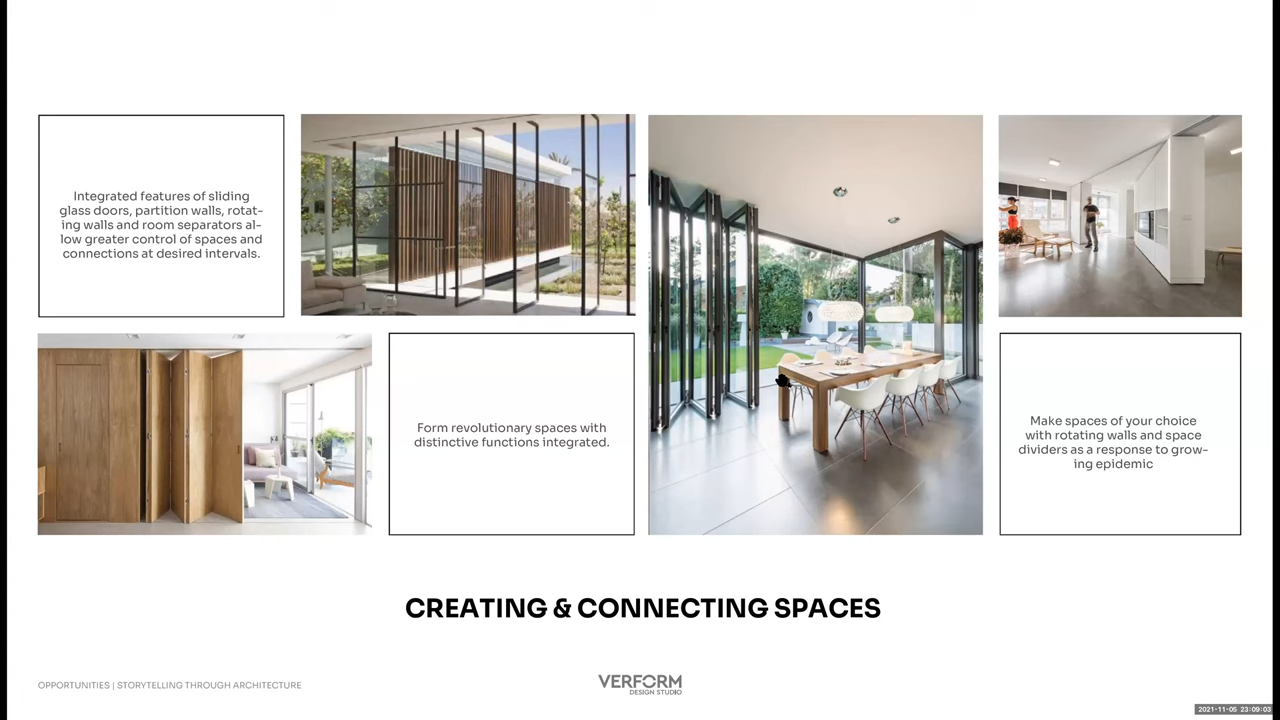 Integrated features of sliding
glass doors, partition walls, rotat-
ing walls and room separators al-
low greater control of spaces and
connections at desired intervals.
Form revolutionary spaces with
distinctive functions integrated.
Make spaces of your choice
with rotating walls and space
dividers as a response to grow-
ing epidemic
CREATING & CONNECTING SPACES
OPPORTUNITIES | STORYTELLING THROUGH ARCHITECTURE
VERFORM
DESIGN STUDIO
2021-11-05 23:09:03